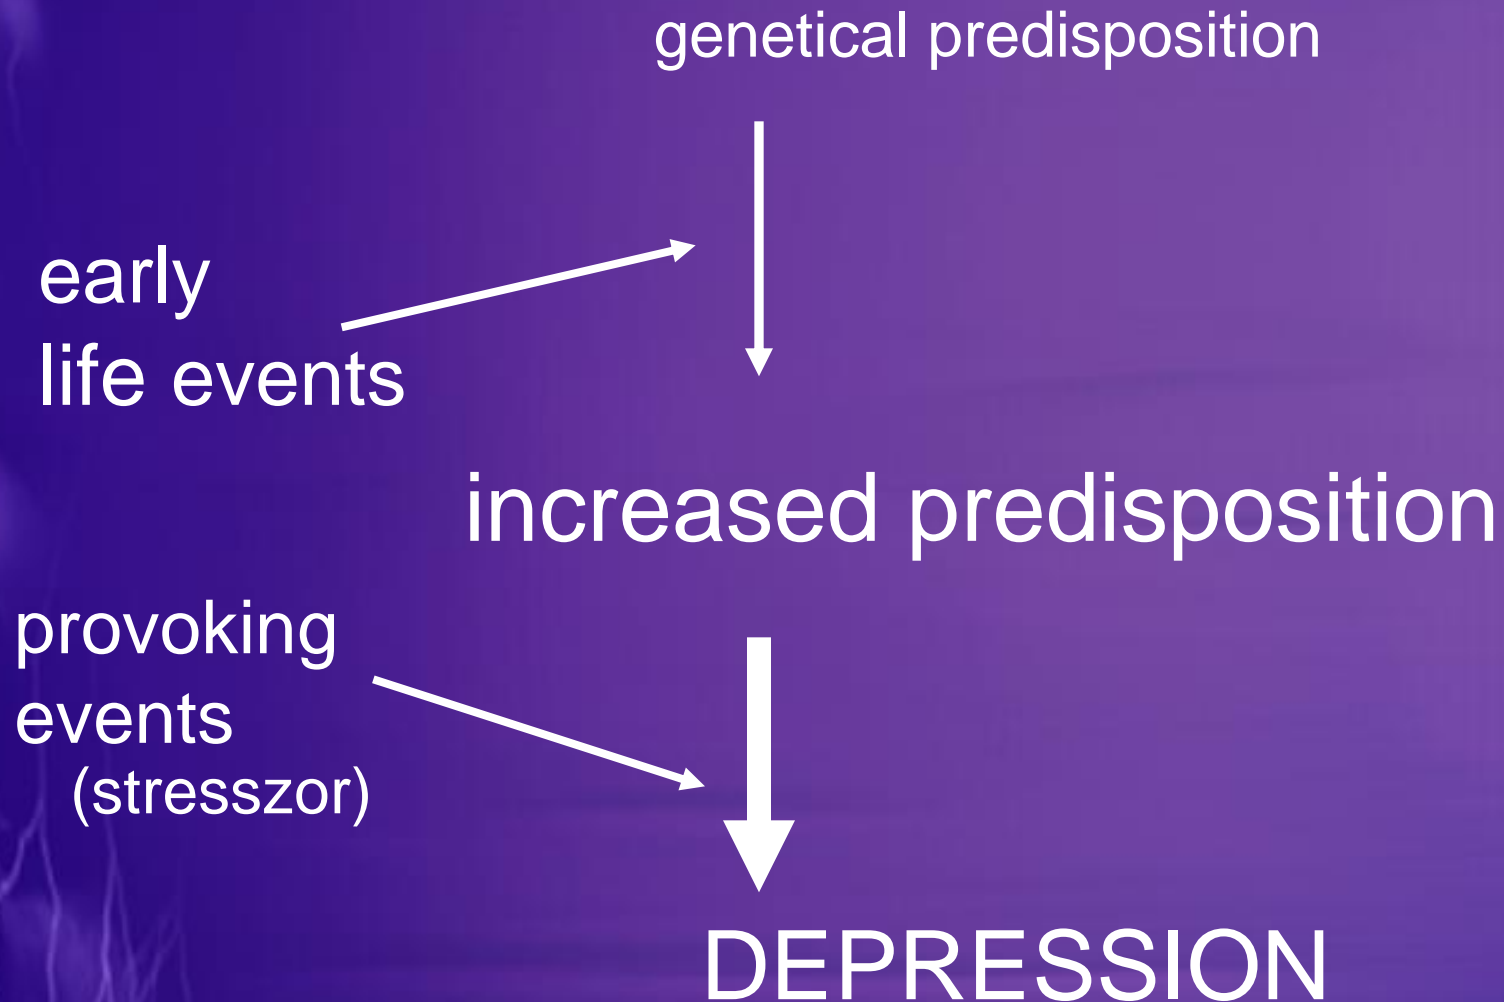 genetical predisposition
early
life events
increased predisposition
provoking
events
(stresszor)
DEPRESSION